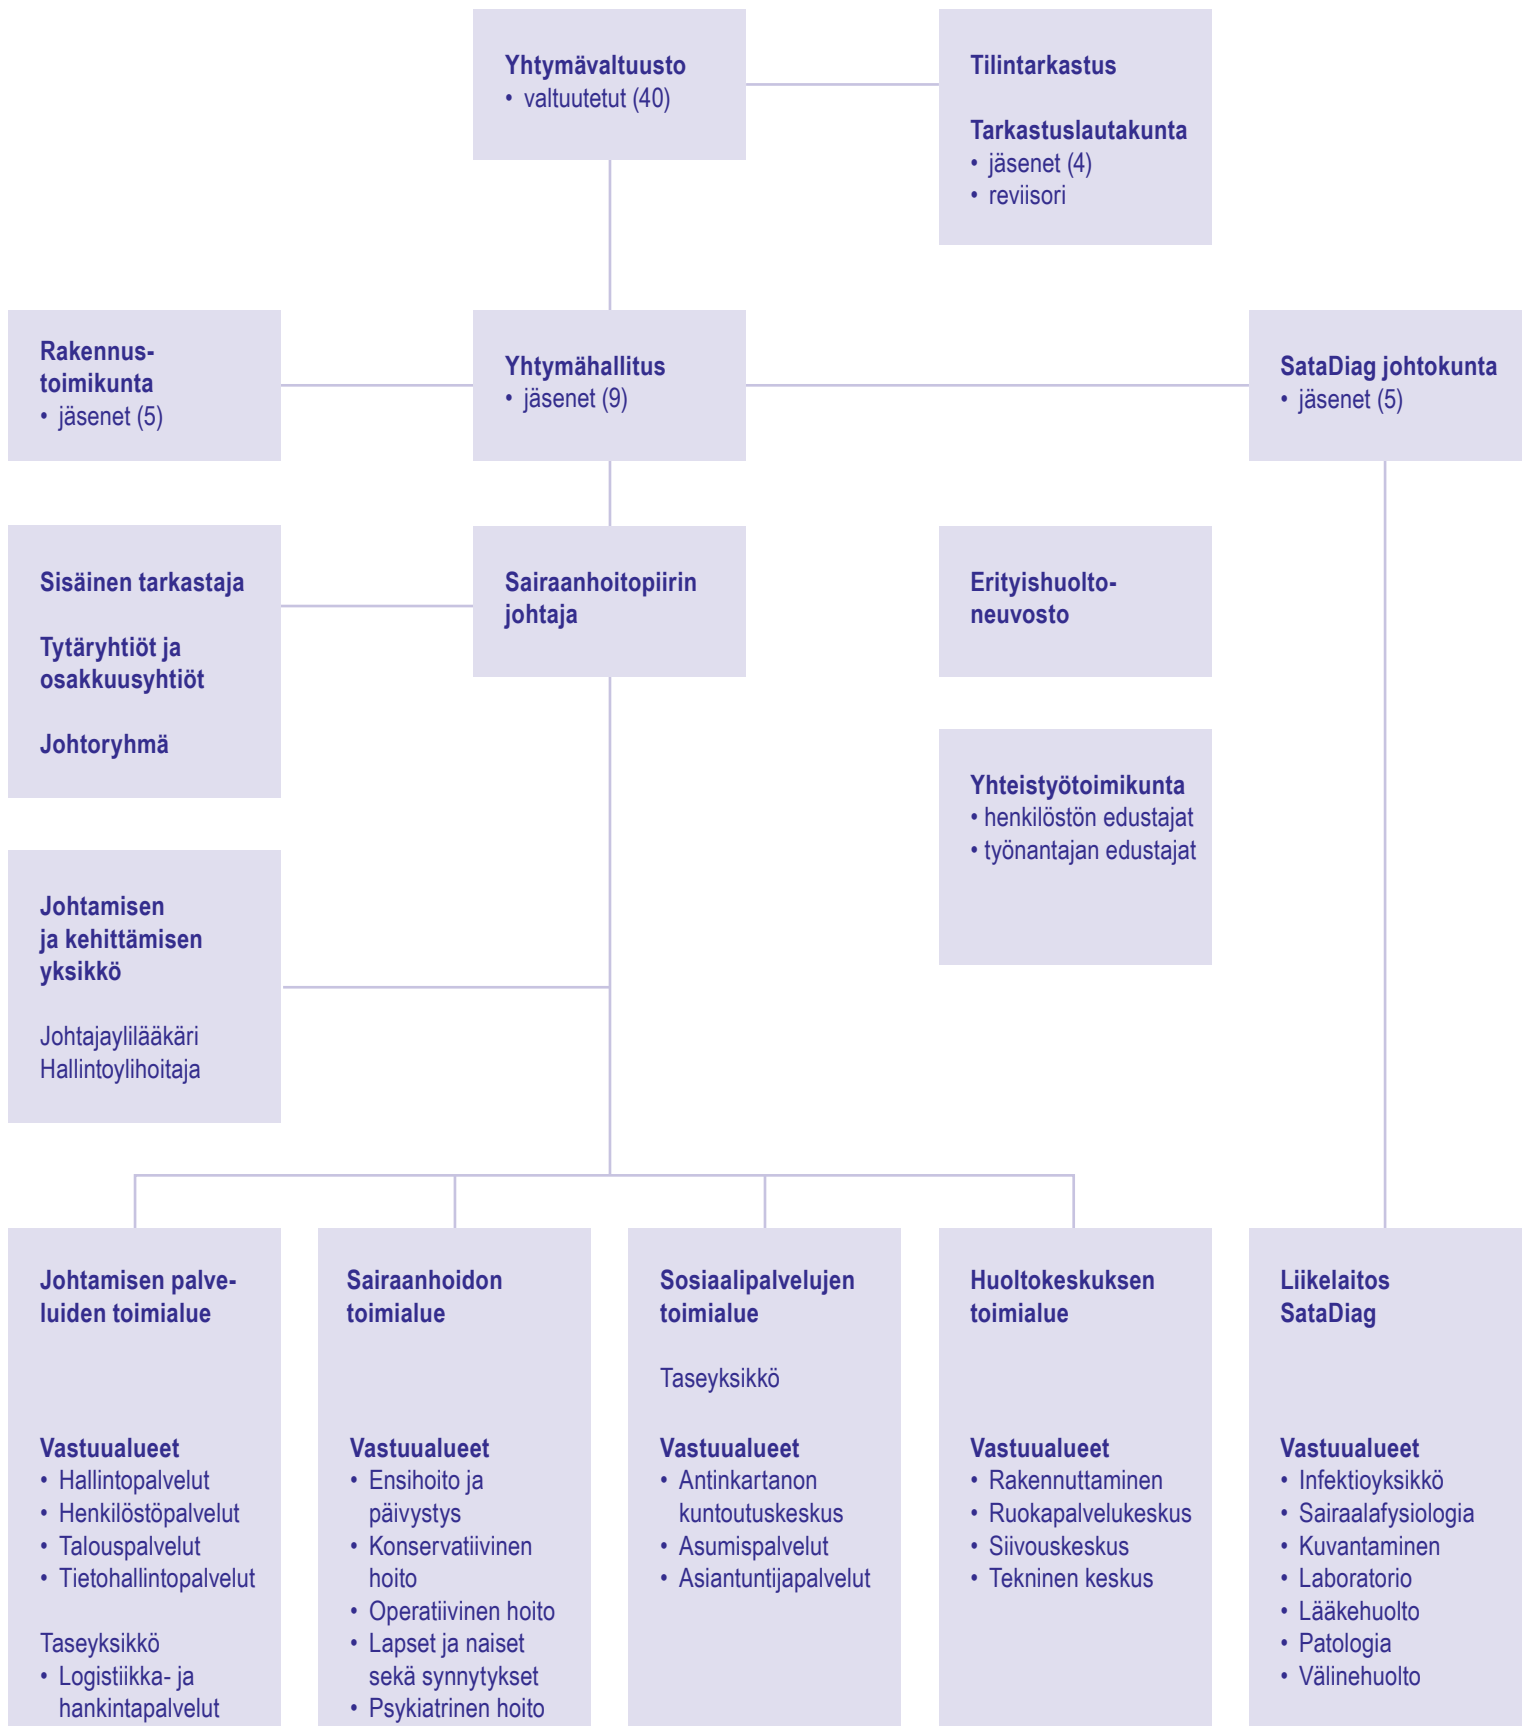 Yhtymävaltuusto
• valtuutetut (40)
Tilintarkastus
Tarkastuslautakunta
• jäsenet (4)
• reviisori
Rakennus-
toimikunta
• jäsenet (5)
Yhtymähallitus
• jäsenet (9)
SataDiag johtokunta
• jäsenet (5)
Sisäinen tarkastaja
Tytäryhtiöt ja
osakkuusyhtiöt
Johtoryhmä
Sairaanhoitopiirin
johtaja
Erityishuolto-
neuvosto
Yhteistyötoimikunta
• henkilöstön edustajat
• työnantajan edustajat
Johtamisen
ja kehittämisen
yksikkö
Johtajaylilääkäri
Hallintoylihoitaja
Johtamisen palve-
luiden toimialue
Vastuualueet
• Hallintopalvelut
• Henkilöstöpalvelut
• Talouspalvelut
• Tietohallintopalvelut
Taseyksikkö
• Logistiikka- ja
hankintapalvelut
Sairaanhoidon
toimialue
Vastuualueet
• Ensihoito ja
päivystys
• Konservatiivinen
hoito
• Operatiivinen hoito
• Lapset ja naiset
sekä synnytykset
• Psykiatrinen hoito
Sosiaalipalvelujen
toimialue
Taseyksikkö
Vastuualueet
• Antinkartanon
kuntoutuskeskus
• Asumispalvelut
• Asiantuntijapalvelut
Huoltokeskuksen
toimialue
Vastuualueet
• Rakennuttaminen
• Ruokapalvelukeskus
• Siivouskeskus
• Tekninen keskus
Liikelaitos
SataDiag
Vastuualueet
• Infektioyksikkö
• Sairaalafysiologia
• Kuvantaminen
• Laboratorio
• Lääkehuolto
• Patologia
• Välinehuolto